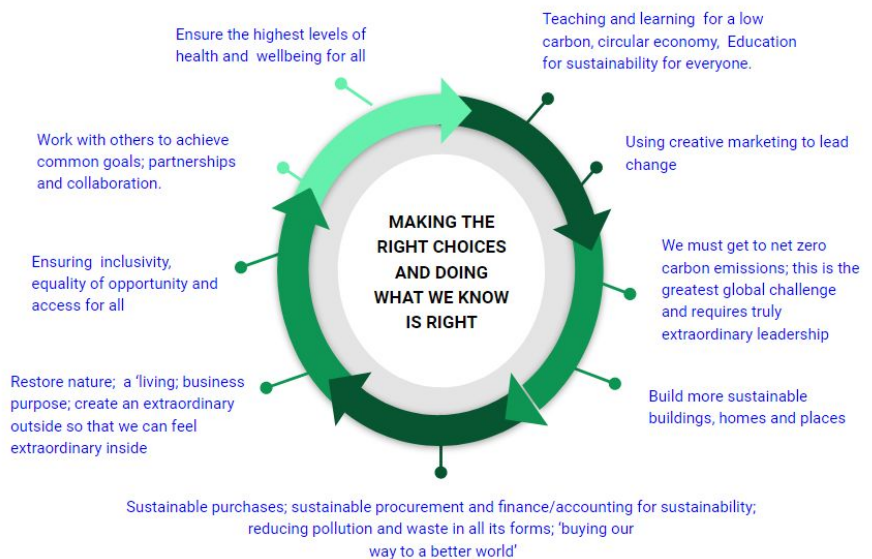 Ensure the highest levels of
health and wellbeing for all
Teaching and learning for a low
carbon, circular economy, Education
for sustainability for everyone.
Work with others to achieve
common goals; partnerships
and collaboration.
Using creative marketing to lead
change
MAKING THE
RIGHT CHOICES
AND DOING
WHAT WE KNOW
IS RIGHT
Ensuring inclusivity,
equality of opportunity and
access for all
We must get to net zero
carbon emissions; this is the
greatest global challenge
and requires truly
extraordinary leadership
Restore nature; a ‘living; business
purpose; create an extraordinary
outside so that we can feel
extraordinary inside
Build more sustainable
buildings, homes and places
Sustainable purchases; sustainable procurement and finance/accounting for sustainability;
reducing pollution and waste in all its forms; ‘buying our
way to a better world’